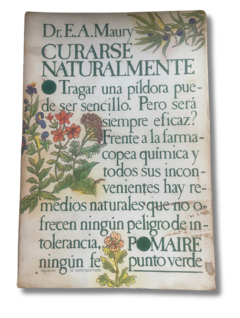 Dr. E.A. Maury
CURARSE
NATURALMENTE
Tragar una píldora pue-
de ser sencillo. Pero será
siempre eficaz?
Frente a la farma-
copea química y
todos sus incon-
venientes hay re-
medios naturales que no o-
frecen ningún peligro de in-
tolerancia, POMAIRE
ningún fe punto verde